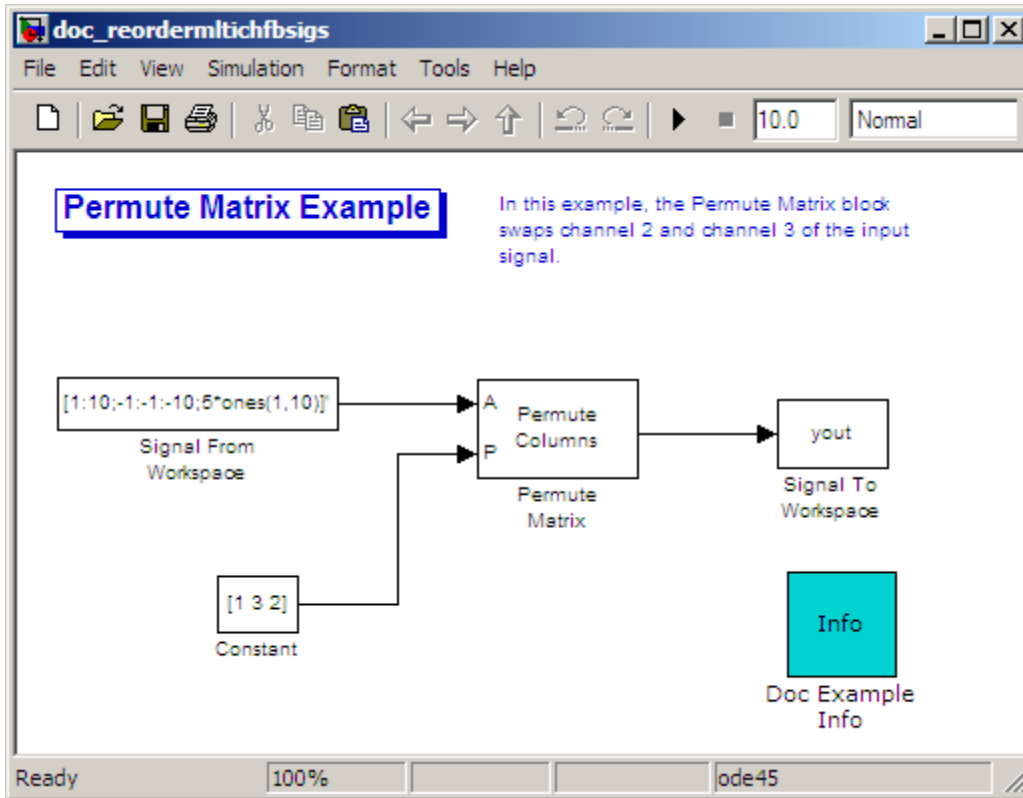 doc_reordermltichfbsigs
File Edit View Simulation Format Tools Help
10.0 Normal
Permute Matrix Example
In this example, the Permute Matrix block
swaps channel 2 and channel 3 of the input
signal.
[1:10;-1:-1:-10;5*ones(1,10)]'
Signal From
Workspace
A
P
Permute
Columns
Permute
Matrix
yout
Signal To
Workspace
[1 3 2]
Constant
Info
Doc Example
Info
Ready 100% ode45